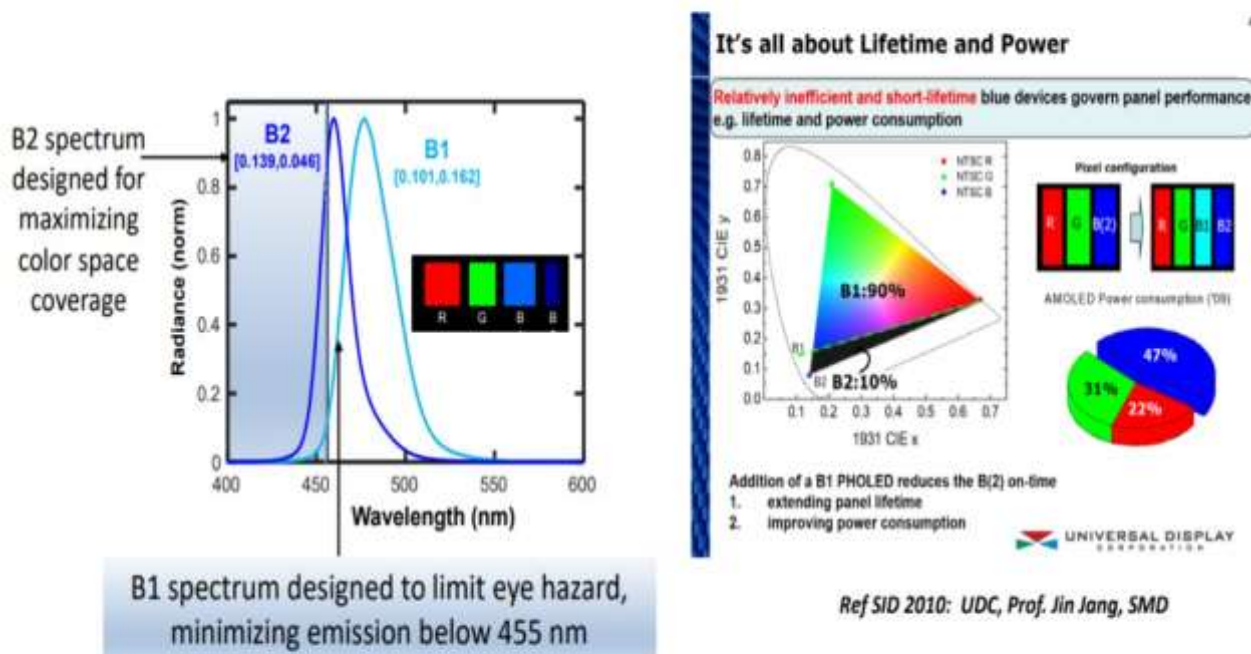 B2 spectrum
designed for
maximizing
color space
coverage
B2
[0.139,0.046]
B1
[0.101,0.162]
Radiance (norm)
1
0.8
0.6
0.4
0.2
0
R G B B
400 450 500 550 600
Wavelength (nm)
B1 spectrum designed to limit eye hazard,
minimizing emission below 455 nm
It's all about Lifetime and Power
Relatively inefficient and short-lifetime blue devices govern panel performance
e.g. lifetime and power consumption
1931 CIE y
0.8
0.7
0.6
0.5
0.4
0.3
0.2
0.1
0.0
NTSC R
NTSC G
NTSC B
B1:90%
B1
B2
B2:10%
0.1 0.2 0.3 0.4 0.5 0.6 0.7
1931 CIE x
Pixel configuration
R G B(2)
R G B1 B2
AMOLED Power consumption ('09)
47%
31%
22%
Addition of a B1 PHOLED reduces the B(2) on-time
1. extending panel lifetime
2. improving power consumption
UNIVERSAL DISPLAY
CORPORATION
Ref SID 2010: UDC, Prof. Jin Jang, SMD